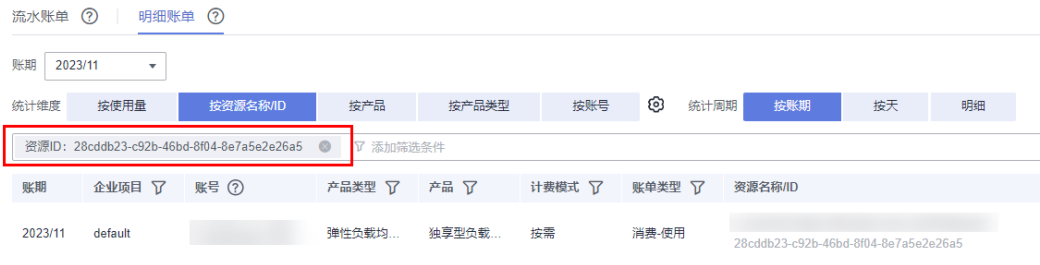 流水账单 ? 明细账单 ?
账期 2023/11
统计维度 按使用量 按资源名称/ID 按产品 按产品类型 按账号 统计周期 按账期 按天 明细
资源ID: 28cddb23-c92b-46bd-8f04-8e7a5e2e26a5 添加筛选条件
账期 企业项目 账号 ? 产品类型 产品 计费模式 账单类型 资源名称/ID
2023/11 default 弹性负载均... 独享型负载... 按需 消费-使用
28cddb23-c92b-46bd-8f04-8e7a5e2e26a5